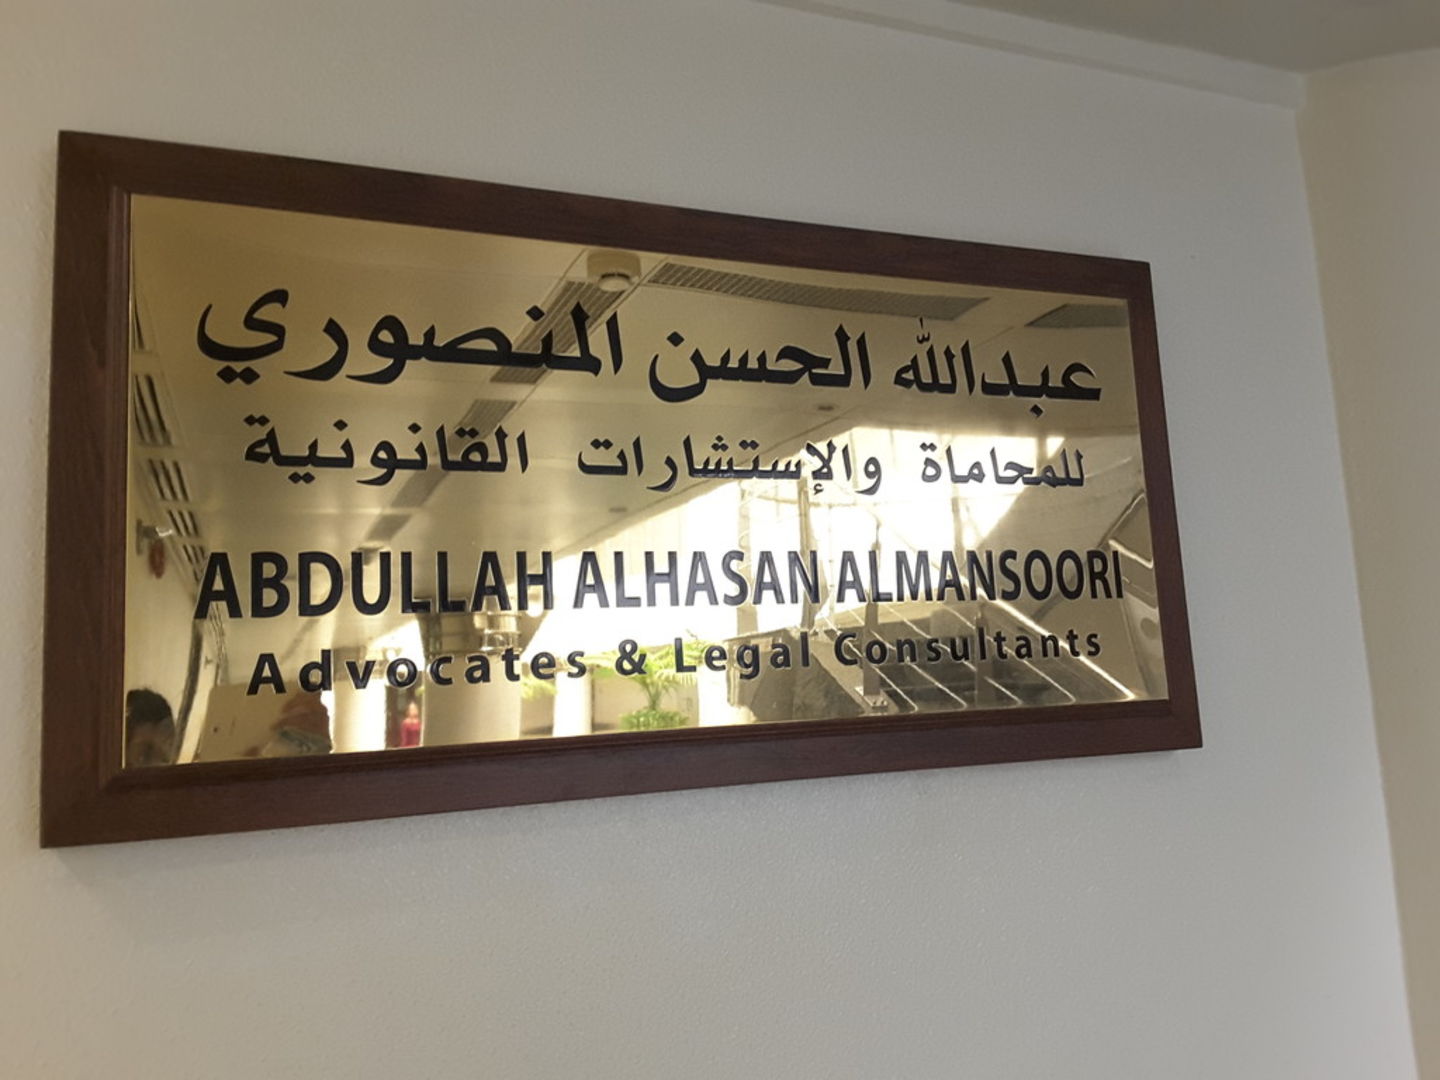 عبدالله الحسن المنصوري
للمحاماة والإستشارات القانونية
ABDULLAH ALHASAN ALMANSOORI
Advocates & Legal Consultants